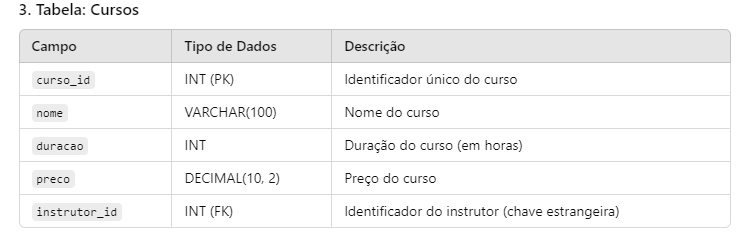 3. Tabela: Cursos
Campo Tipo de Dados Descrição
curso_id INT (PK) Identificador único do curso
nome VARCHAR(100) Nome do curso
duracao INT Duração do curso (em horas)
preco DECIMAL(10, 2) Preço do curso
instrutor_id INT (FK) Identificador do instrutor (chave estrangeira)